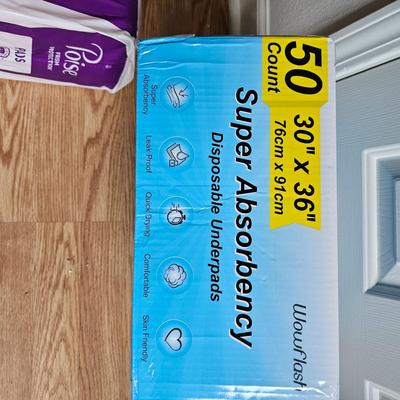 50
Count
30" x 36"
76cm x 91cm
Super Absorbency
Disposable Underpads
Super
Absorbency
Leak Proof
Quick Drying
Comfortable
Skin Friendly
Wowflash
Poise
PADS